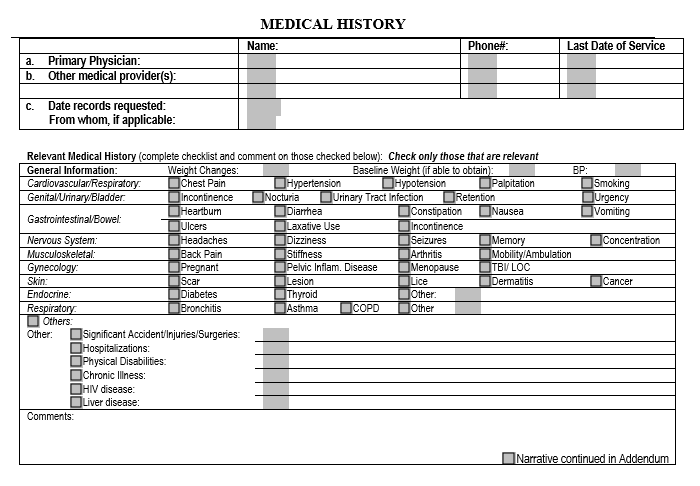 MEDICAL HISTORY
Name: Phone#: Last Date of Service
a. Primary Physician:
b. Other medical provider(s):
c. Date records requested:
From whom, if applicable:
Relevant Medical History (complete checklist and comment on those checked below): Check only those that are relevant
General Information: Weight Changes: Baseline Weight (if able to obtain): BP:
Cardiovascular/Respiratory: Chest Pain Hypertension Hypotension Palpitation Smoking
Genital/Urinary/Bladder: Incontinence Nocturia Urinary Tract Infection Retention Urgency
Gastrointestinal/Bowel: Heartburn Diarrhea Constipation Nausea Vomiting
Ulcers Laxative Use Incontinence
Nervous System: Headaches Dizziness Seizures Memory Concentration
Musculoskeletal: Back Pain Stiffness Arthritis Mobility/Ambulation
Gynecology: Pregnant Pelvic Inflam. Disease Menopause TBI/ LOC
Skin: Scar Lesion Lice Dermatitis Cancer
Endocrine: Diabetes Thyroid Other:
Respiratory: Bronchitis Asthma COPD Other
Others:
Other: Significant Accident/Injuries/Surgeries:
Hospitalizations:
Physical Disabilities:
Chronic Illness:
HIV disease:
Liver disease:
Comments:
Narrative continued in Addendum